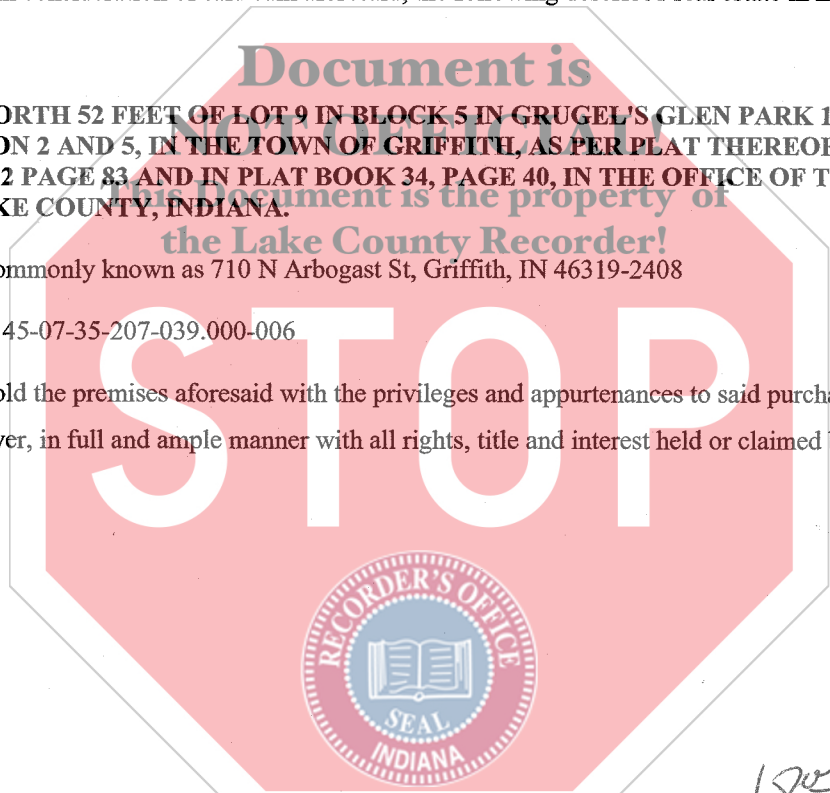 Document is
ORTH 52 FEET OF LOT 9 IN BLOCK 5 IN GRUGEL'S GLEN PARK 1
NOT OFFICIAL!
ON 2 AND 5, IN THE TOWN OF GRIFFITH, AS PER PLAT THEREOF
2 PAGE 83 AND IN PLAT BOOK 34, PAGE 40, IN THE OFFICE OF T
This Document is the property of
KE COUNTY, INDIANA.
the Lake County Recorder!
ommonly known as 710 N Arbogast St, Griffith, IN 46319-2408
45-07-35-207-039.000-006
old the premises aforesaid with the privileges and appurtenances to said purcha
ver, in full and ample manner with all rights, title and interest held or claimed
STOP
RECORDER'S OFFICE
SEAL
INDIANA